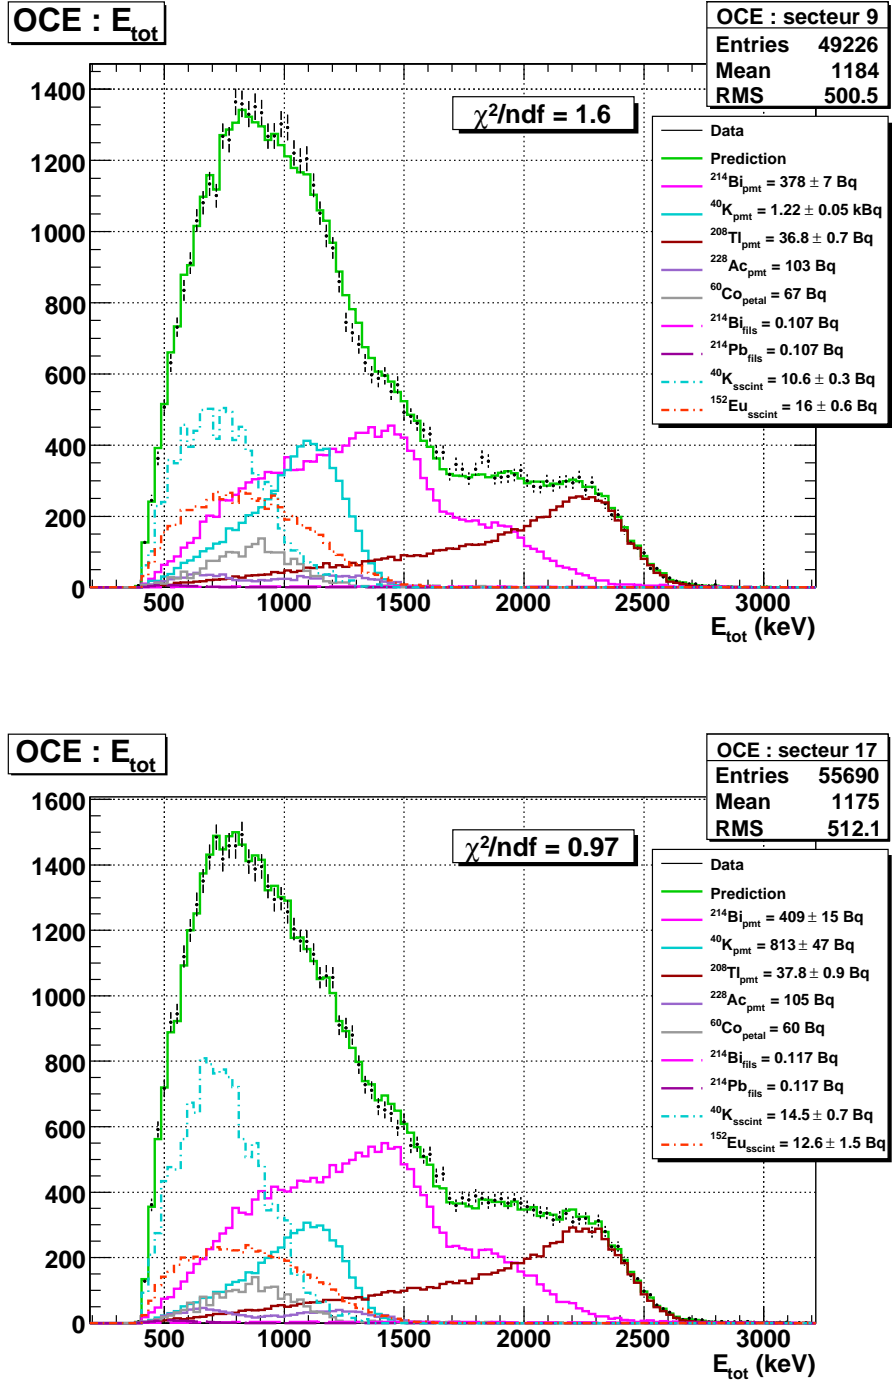 OCE : E_tot
OCE : secteur 9
Entries 49226
Mean 1184
RMS 500.5
χ²/ndf = 1.6
Data
Prediction
²¹⁴Bi_pmt = 378 ± 7 Bq
⁴⁰K_pmt = 1.22 ± 0.05 kBq
²⁰⁸Tl_pmt = 36.8 ± 0.7 Bq
²²⁸Ac_pmt = 103 Bq
⁶⁰Co_petal = 67 Bq
²¹⁴Bi_fils = 0.107 Bq
²¹⁴Pb_fils = 0.107 Bq
⁴⁰K_sscint = 10.6 ± 0.3 Bq
¹⁵²Eu_sscint = 16 ± 0.6 Bq
1400
1200
1000
800
600
400
200
0
500 1000 1500 2000 2500 3000
E_tot (keV)
OCE : E_tot
OCE : secteur 17
Entries 55690
Mean 1175
RMS 512.1
χ²/ndf = 0.97
Data
Prediction
²¹⁴Bi_pmt = 409 ± 15 Bq
⁴⁰K_pmt = 813 ± 47 Bq
²⁰⁸Tl_pmt = 37.8 ± 0.9 Bq
²²⁸Ac_pmt = 105 Bq
⁶⁰Co_petal = 60 Bq
²¹⁴Bi_fils = 0.117 Bq
²¹⁴Pb_fils = 0.117 Bq
⁴⁰K_sscint = 14.5 ± 0.7 Bq
¹⁵²Eu_sscint = 12.6 ± 1.5 Bq
1600
1400
1200
1000
800
600
400
200
0
500 1000 1500 2000 2500 3000
E_tot (keV)